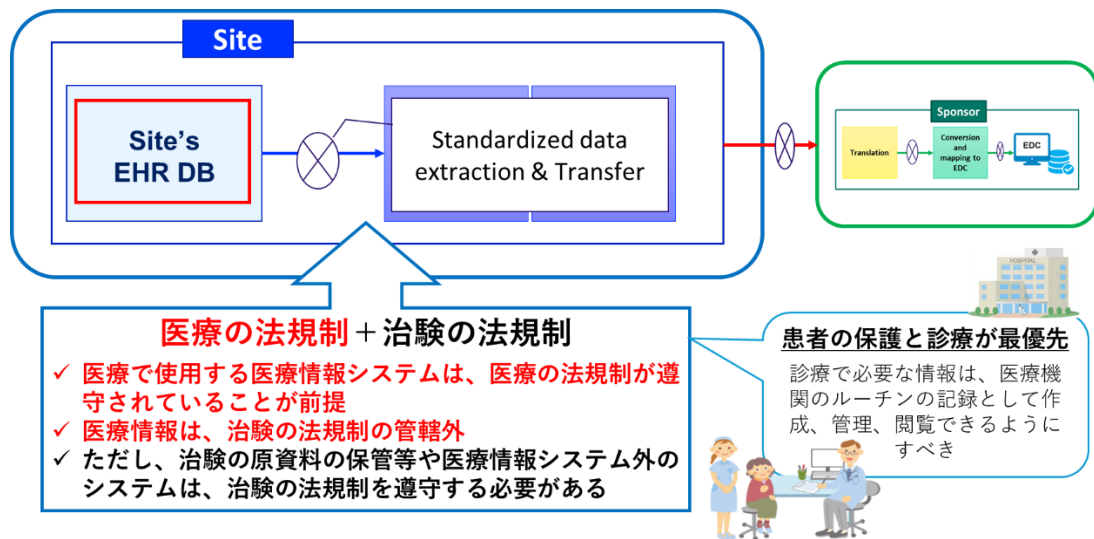 Site
Site's
EHR DB
Standardized data
extraction & Transfer
Sponsor
Translation
Conversion
and
mapping to
EDC
EDC
医療の法規制＋治験の法規制
✓ 医療で使用する医療情報システムは、医療の法規制が遵
守されていることが前提
✓ 医療情報は、治験の法規制の管轄外
✓ ただし、治験の原資料の保管等や医療情報システム外の
システムは、治験の法規制を遵守する必要がある
HOSPITAL
患者の保護と診療が最優先
診療で必要な情報は、医療機
関のルーチンの記録として作
成、管理、閲覧できるように
すべき